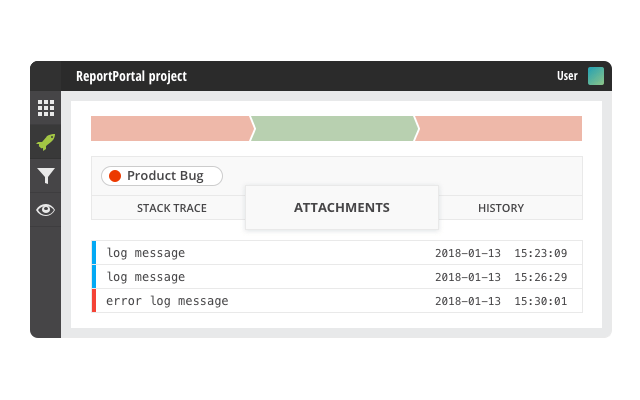 ReportPortal project User
Product Bug
STACK TRACE ATTACHMENTS HISTORY
log message 2018-01-13 15:23:09
log message 2018-01-13 15:26:29
error log message 2018-01-13 15:30:01